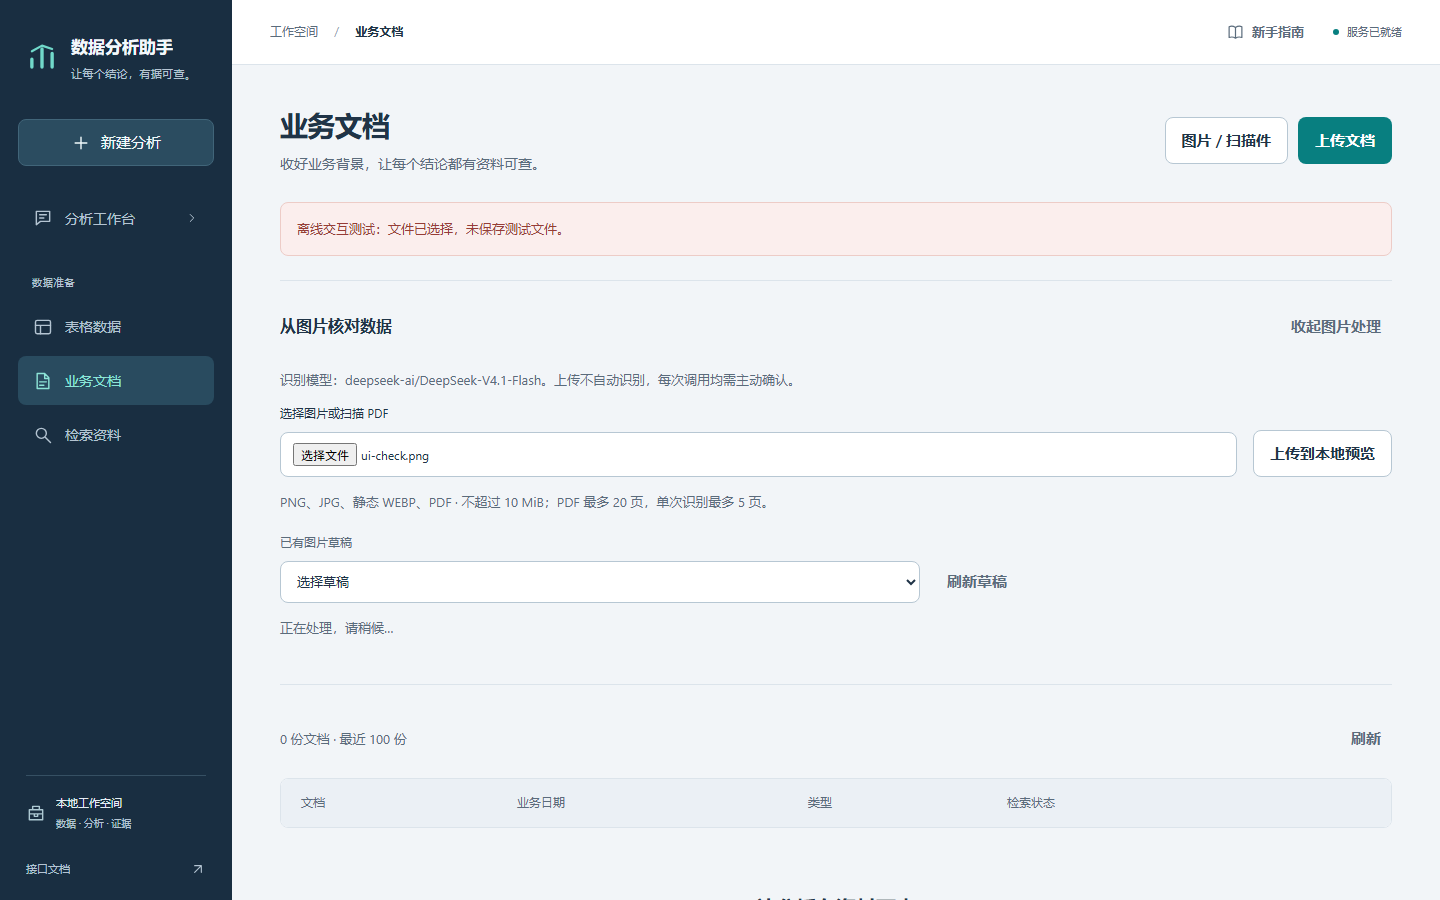 数据分析助手
让每个结论，有据可查。
新建分析
分析工作台
数据准备
表格数据
业务文档
检索资料
本地工作空间
数据 · 分析 · 证据
接口文档
工作空间 / 业务文档
新手指南
服务已就绪
业务文档
收好业务背景，让每个结论都有资料可查。
图片 / 扫描件
上传文档
离线交互测试：文件已选择，未保存测试文件。
从图片核对数据
收起图片处理
识别模型：deepseek-ai/DeepSeek-V4.1-Flash。上传不自动识别，每次调用均需主动确认。
选择图片或扫描 PDF
选择文件 ui-check.png
上传到本地预览
PNG、JPG、静态 WEBP、PDF · 不超过 10 MiB；PDF 最多 20 页，单次识别最多 5 页。
已有图片草稿
选择草稿
刷新草稿
正在处理，请稍候...
0 份文档 · 最近 100 份
刷新
文档 业务日期 类型 检索状态